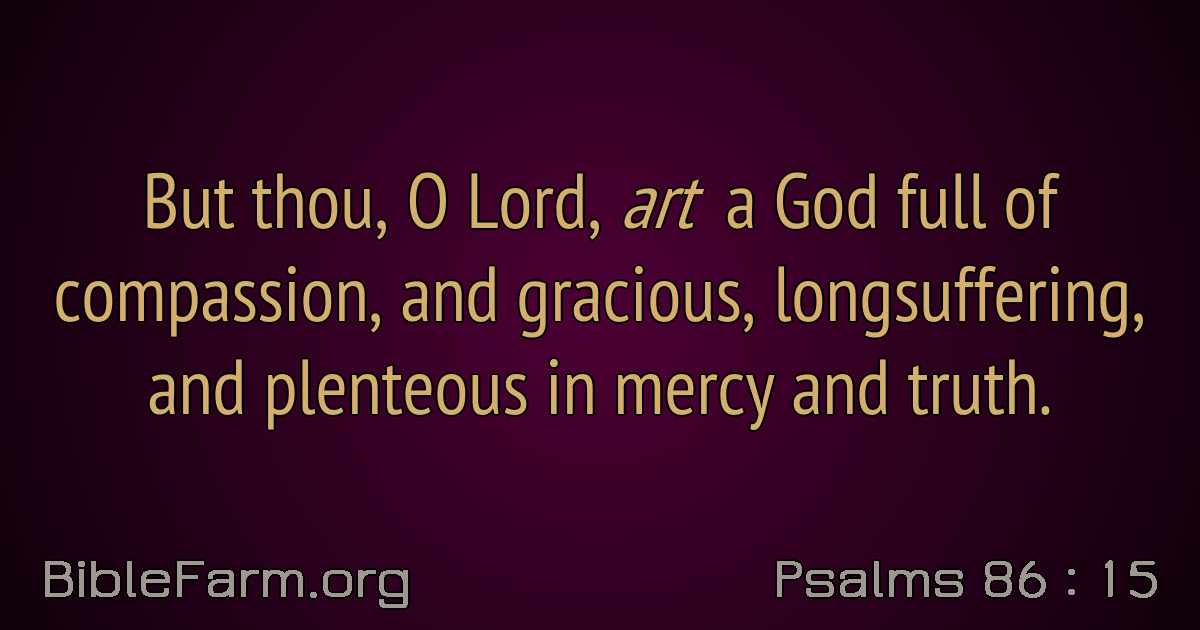 But thou, O Lord, art a God full of
compassion, and gracious, longsuffering,
and plenteous in mercy and truth.
BibleFarm.org
Psalms 86 : 15